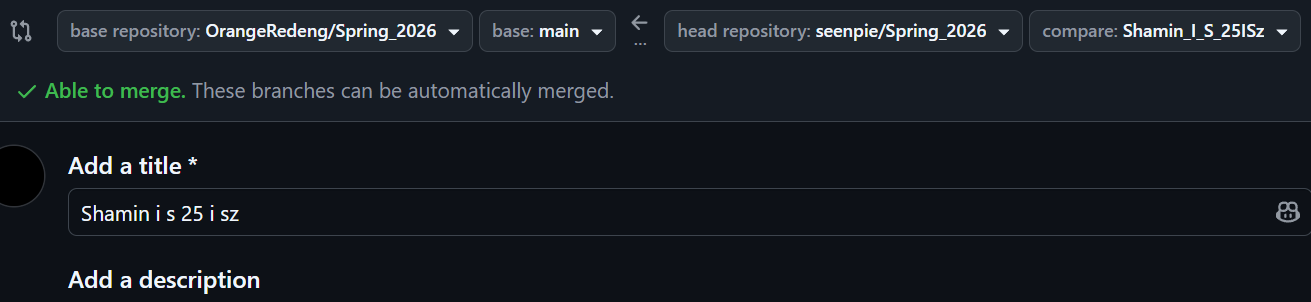 base repository: OrangeRedeng/Spring_2026 base: main ... head repository: seenpie/Spring_2026 compare: Shamin_I_S_25ISz
Able to merge. These branches can be automatically merged.
Add a title *
Shamin i s 25 i sz
Add a description